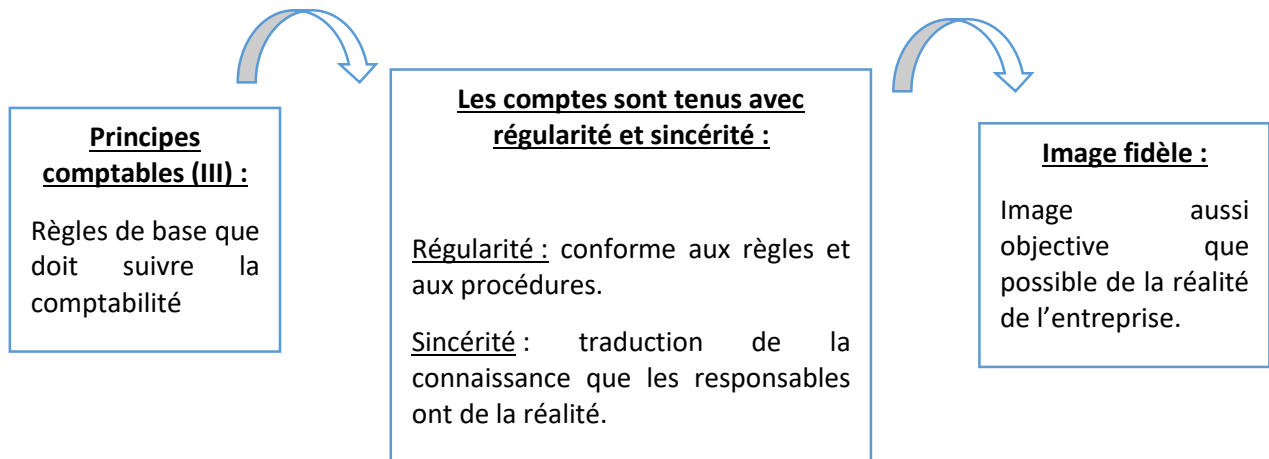 Principes
comptables (III) :
Règles de base que
doit suivre la
comptabilité
Les comptes sont tenus avec
régularité et sincérité :
Régularité : conforme aux règles et
aux procédures.
Sincérité : traduction de la
connaissance que les responsables
ont de la réalité.
Image fidèle :
Image aussi
objective que
possible de la réalité
de l’entreprise.